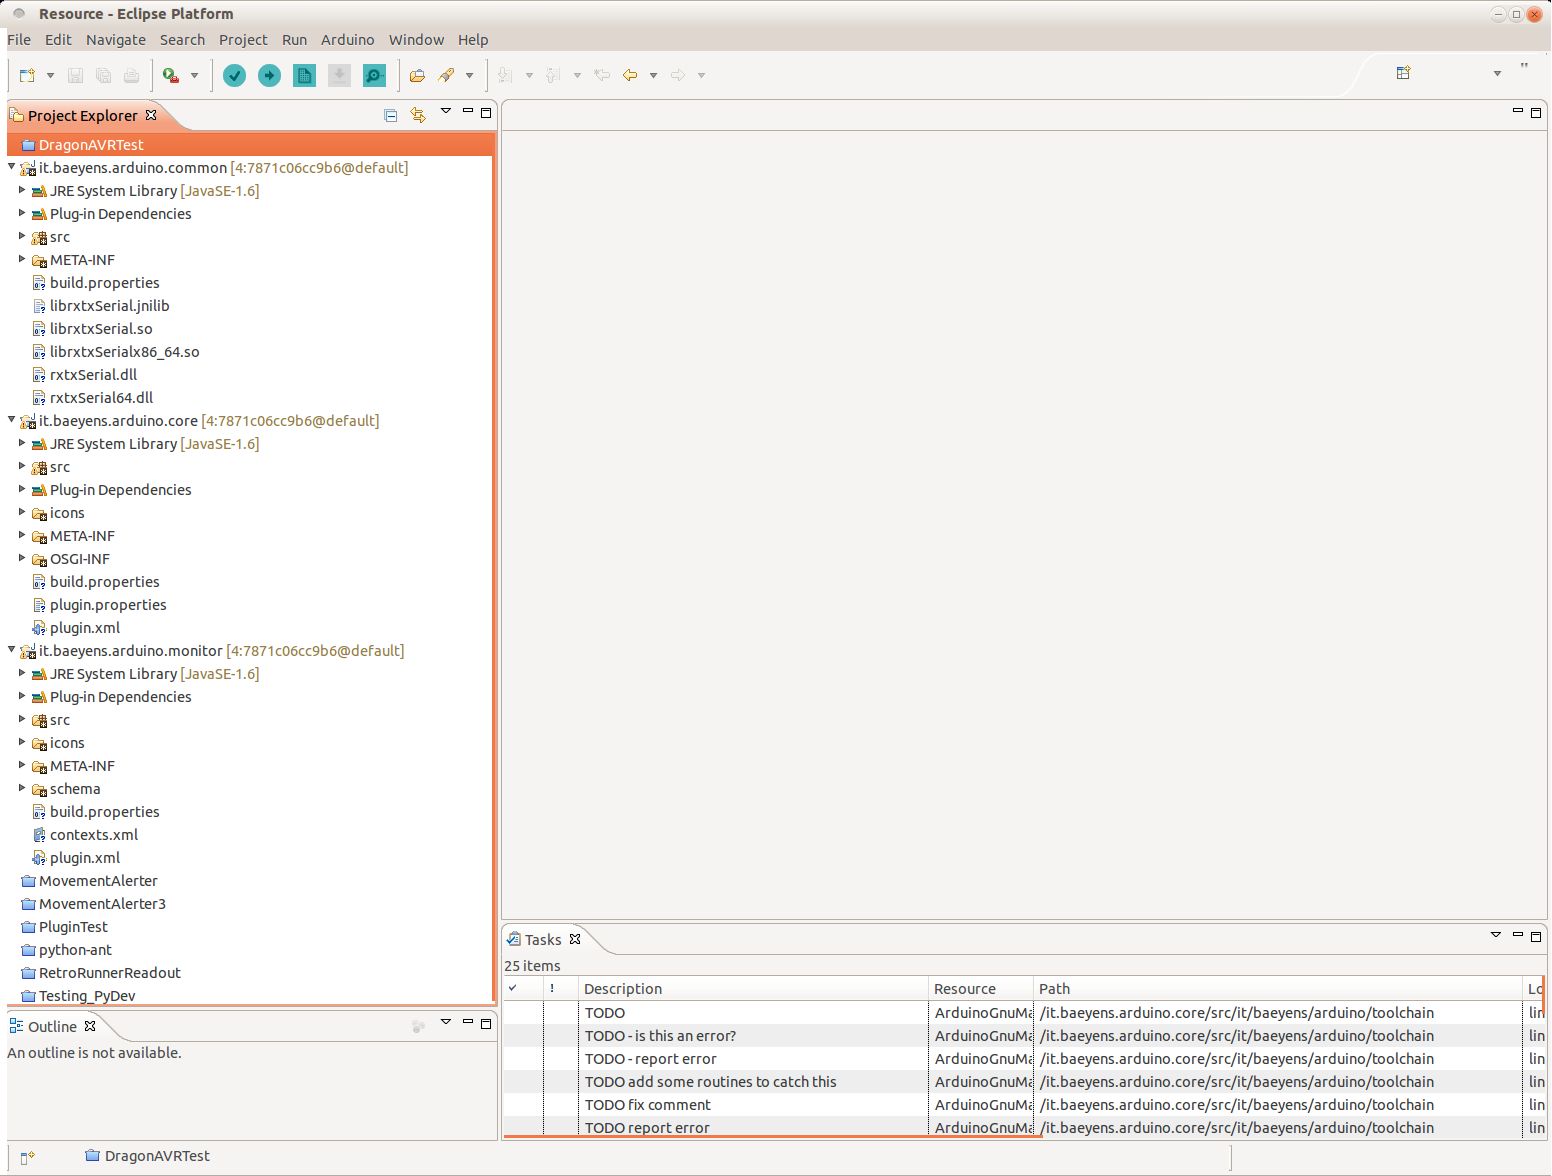 Resource - Eclipse Platform
File Edit Navigate Search Project Run Arduino Window Help
Project Explorer
DragonAVRTest
it.baeyens.arduino.common [4:7871c06cc9b6@default]
JRE System Library [JavaSE-1.6]
Plug-in Dependencies
src
META-INF
build.properties
librxtxSerial.jnilib
librxtxSerial.so
librxtxSerialx86_64.so
rxtxSerial.dll
rxtxSerial64.dll
it.baeyens.arduino.core [4:7871c06cc9b6@default]
JRE System Library [JavaSE-1.6]
src
Plug-in Dependencies
icons
META-INF
OSGI-INF
build.properties
plugin.properties
plugin.xml
it.baeyens.arduino.monitor [4:7871c06cc9b6@default]
JRE System Library [JavaSE-1.6]
Plug-in Dependencies
src
icons
META-INF
schema
build.properties
contexts.xml
plugin.xml
MovementAlerter
MovementAlerter3
PluginTest
python-ant
RetroRunnerReadout
Testing_PyDev
Outline
An outline is not available.
Tasks
25 items
! Description Resource Path Lo
TODO ArduinoGnuMa /it.baeyens.arduino.core/src/it/baeyens/arduino/toolchain lin
TODO - is this an error? ArduinoGnuMa /it.baeyens.arduino.core/src/it/baeyens/arduino/toolchain lin
TODO - report error ArduinoGnuMa /it.baeyens.arduino.core/src/it/baeyens/arduino/toolchain lin
TODO add some routines to catch this ArduinoGnuMa /it.baeyens.arduino.core/src/it/baeyens/arduino/toolchain lin
TODO fix comment ArduinoGnuMa /it.baeyens.arduino.core/src/it/baeyens/arduino/toolchain lin
TODO report error ArduinoGnuMa /it.baeyens.arduino.core/src/it/baeyens/arduino/toolchain lin
DragonAVRTest